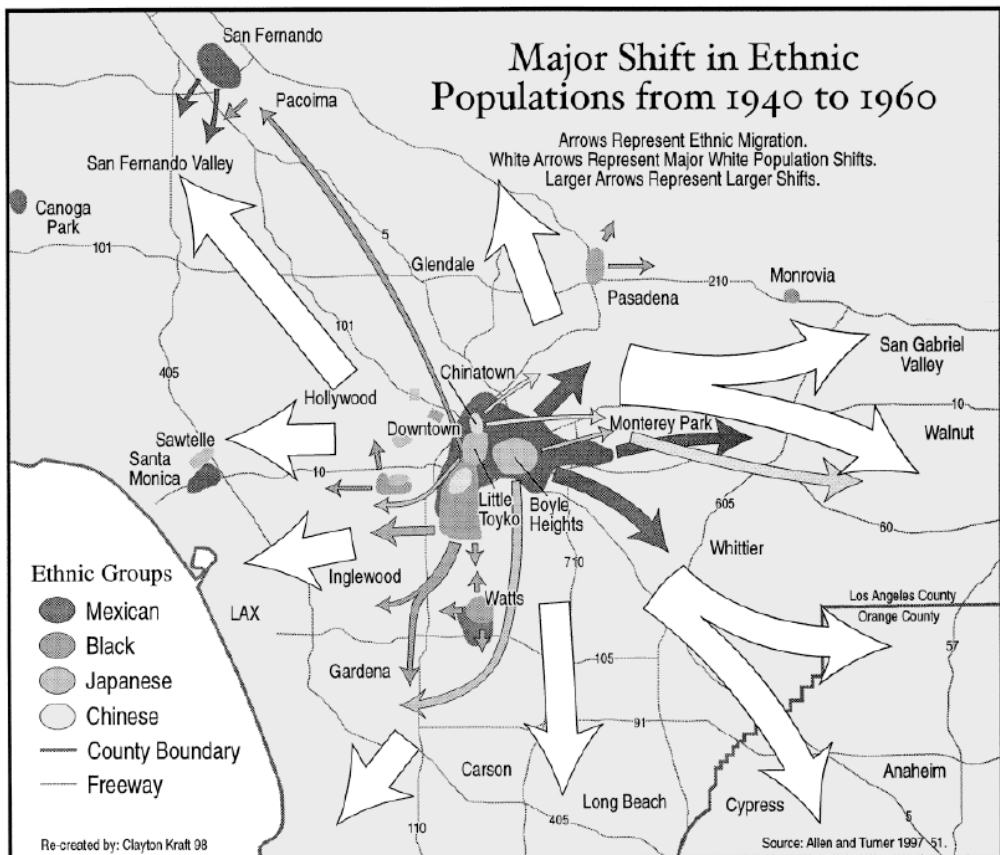 Major Shift in Ethnic
Populations from 1940 to 1960
Arrows Represent Ethnic Migration.
White Arrows Represent Major White Population Shifts.
Larger Arrows Represent Larger Shifts.
San Fernando
Pacoima
San Fernando Valley
Canoga
Park
101
5
Glendale
210
Monrovia
Pasadena
101
405
San Gabriel
Valley
Chinatown
Hollywood
10
Downtown
Monterey Park
Walnut
Sawtelle
Santa
Monica
10
Little
Toyko
Boyle
Heights
605
60
710
Whittier
Inglewood
Watts
LAX
Los Angeles County
Orange County
57
105
Gardena
91
Carson
Long Beach
Cypress
Anaheim
405
110
5
Ethnic Groups
Mexican
Black
Japanese
Chinese
County Boundary
Freeway
Re-created by: Clayton Kraft 98
Source: Allen and Turner 1997 51.